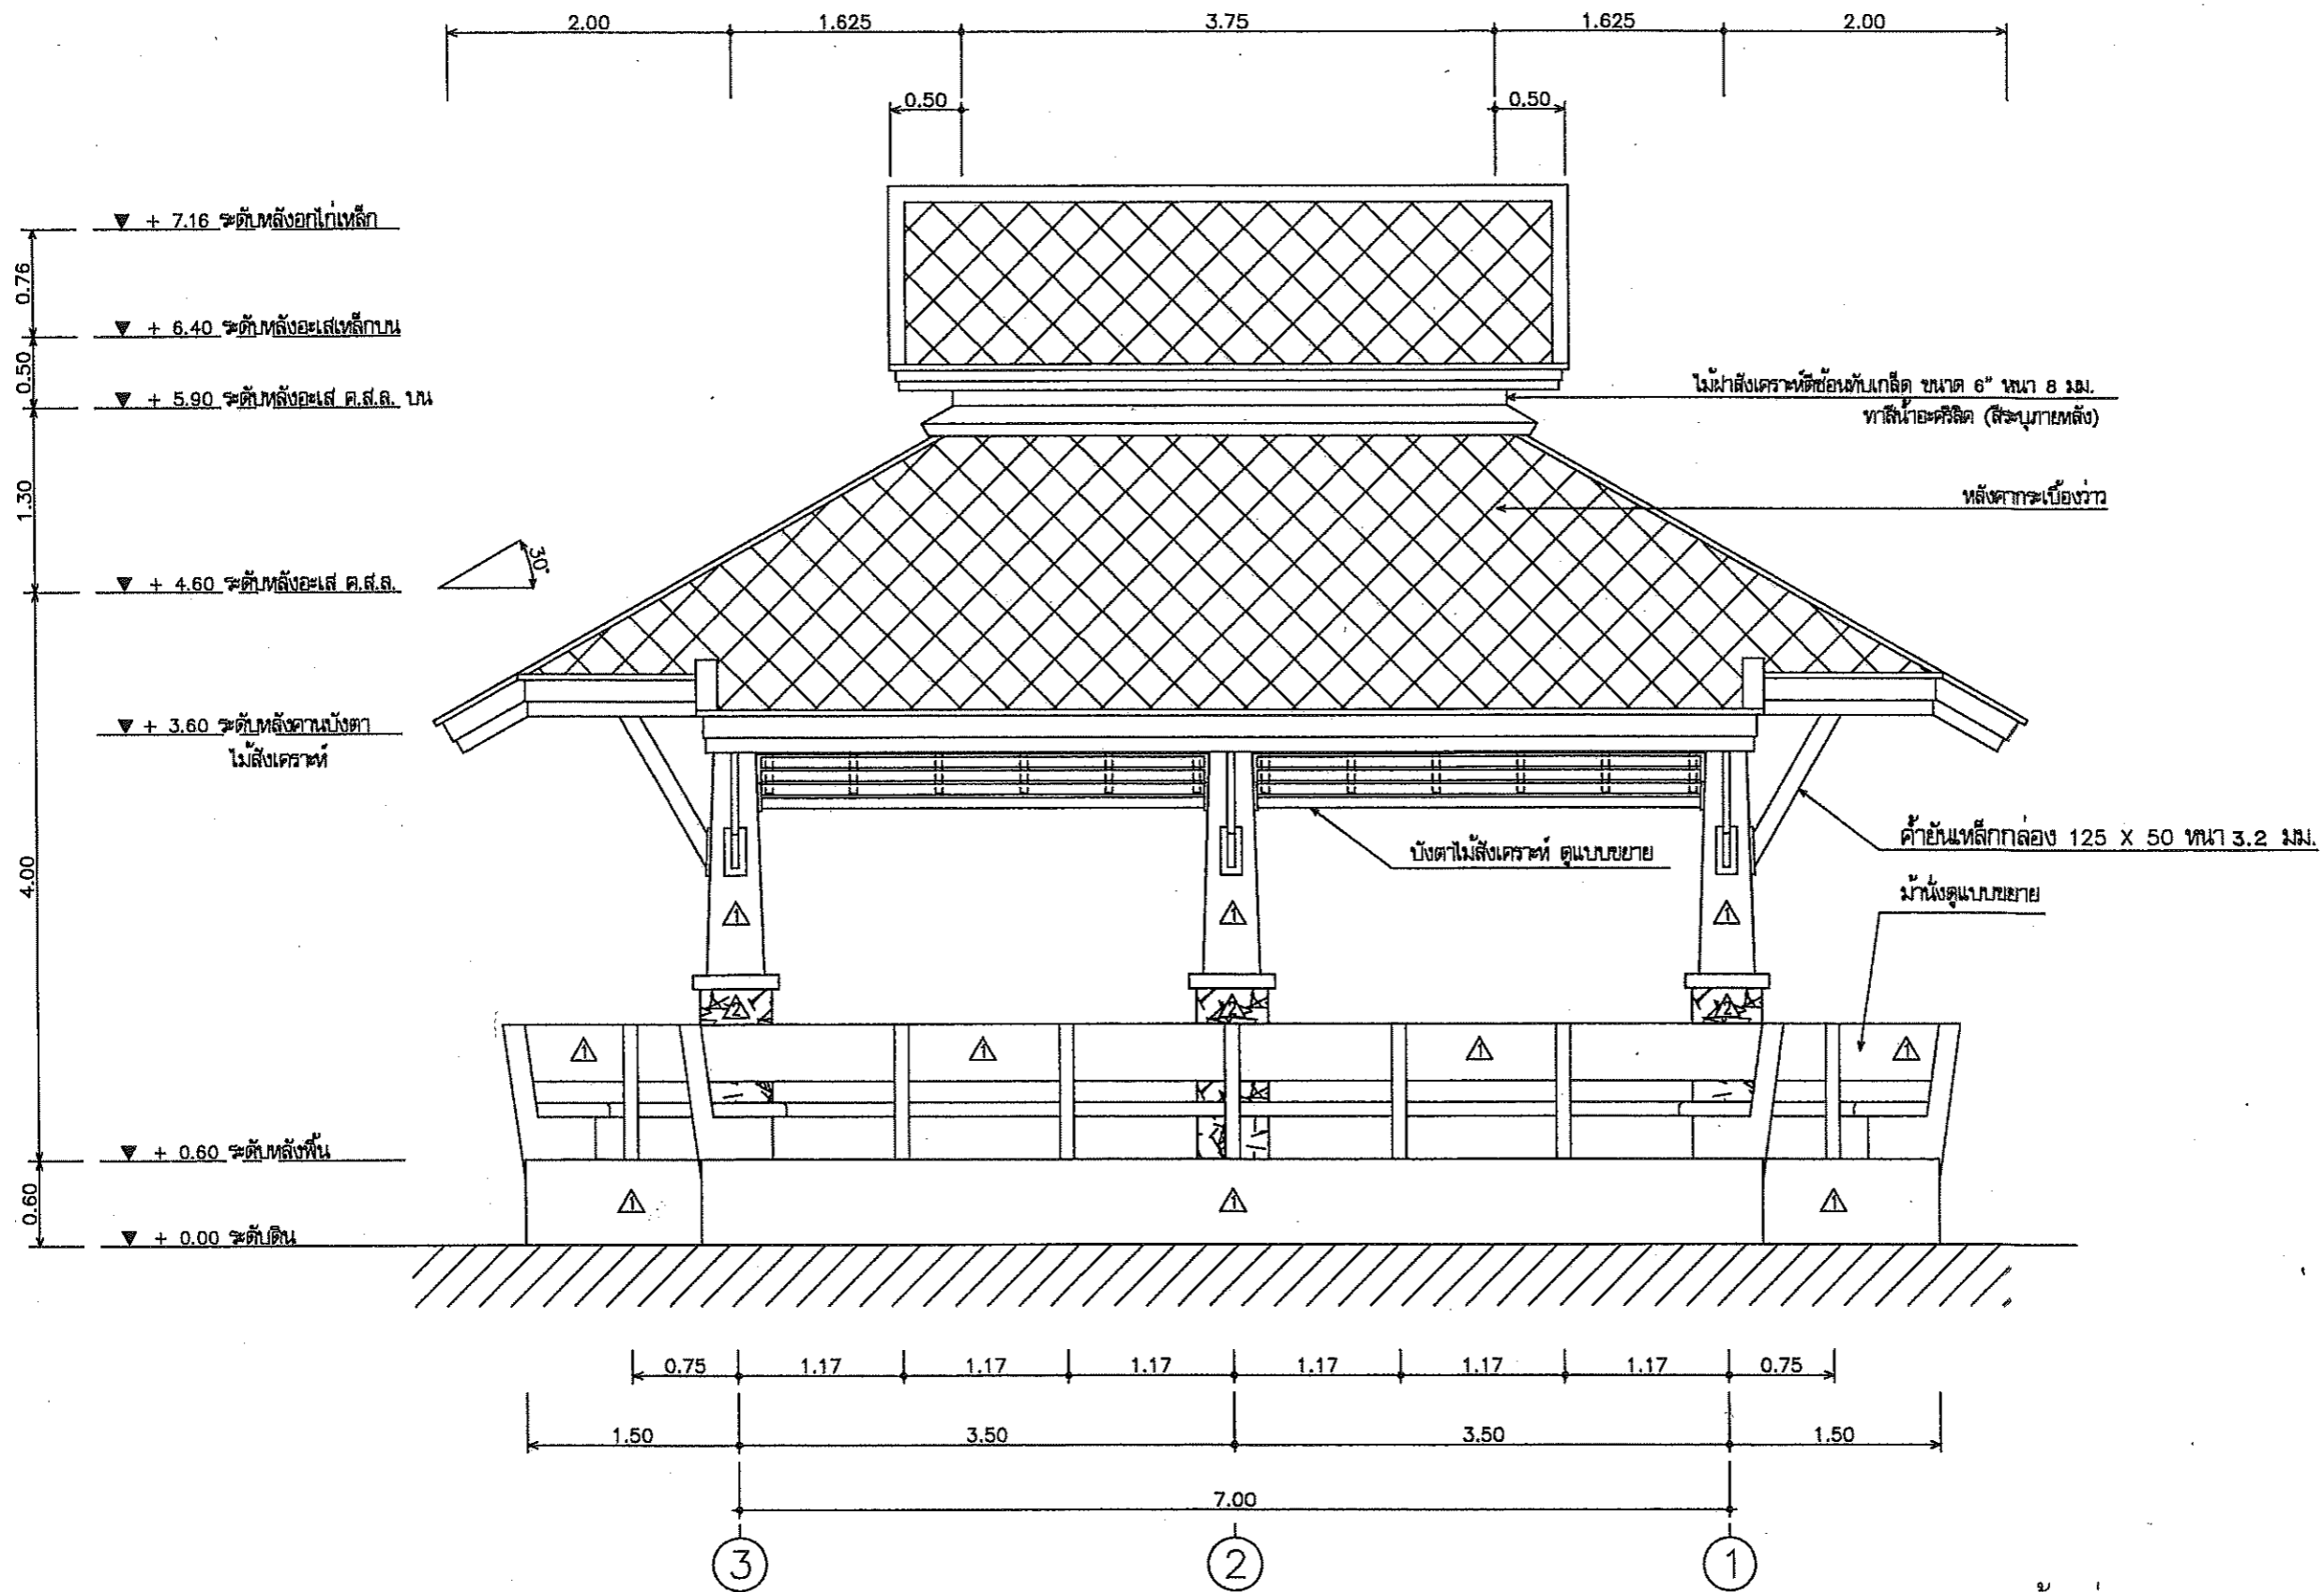 2.00 1.625 3.75 1.625 2.00
0.50 0.50
+ 7.16 ระดับหลังอกไก่เหล็ก
0.76
+ 6.40 ระดับหลังอะเสเหล็กบน
0.50
+ 5.90 ระดับหลังอะเส ค.ส.ล. บน
ไม้ฝาสังเคราะห์ตีซ้อนทับเกล็ด ขนาด 6" หนา 8 มม.
ทาสีน้ำอะคริลิค (สีระบุภายหลัง)
1.30
หลังคากระเบื้องว่าว
30°
+ 4.60 ระดับหลังอะเส ค.ส.ล.
+ 3.60 ระดับหลังคานบังตา
ไม้สังเคราะห์
4.00
บังตาไม้สังเคราะห์ ดูแบบขยาย
ค้ำยันเหล็กกล่อง 125 X 50 หนา 3.2 มม.
ม้านั่งดูแบบขยาย
1 1 1
2 2 2
1 1 1 1
+ 0.60 ระดับหลังพื้น
0.60
1 1 1
+ 0.00 ระดับดิน
0.75 1.17 1.17 1.17 1.17 1.17 1.17 0.75
1.50 3.50 3.50 1.50
7.00
3 2 1